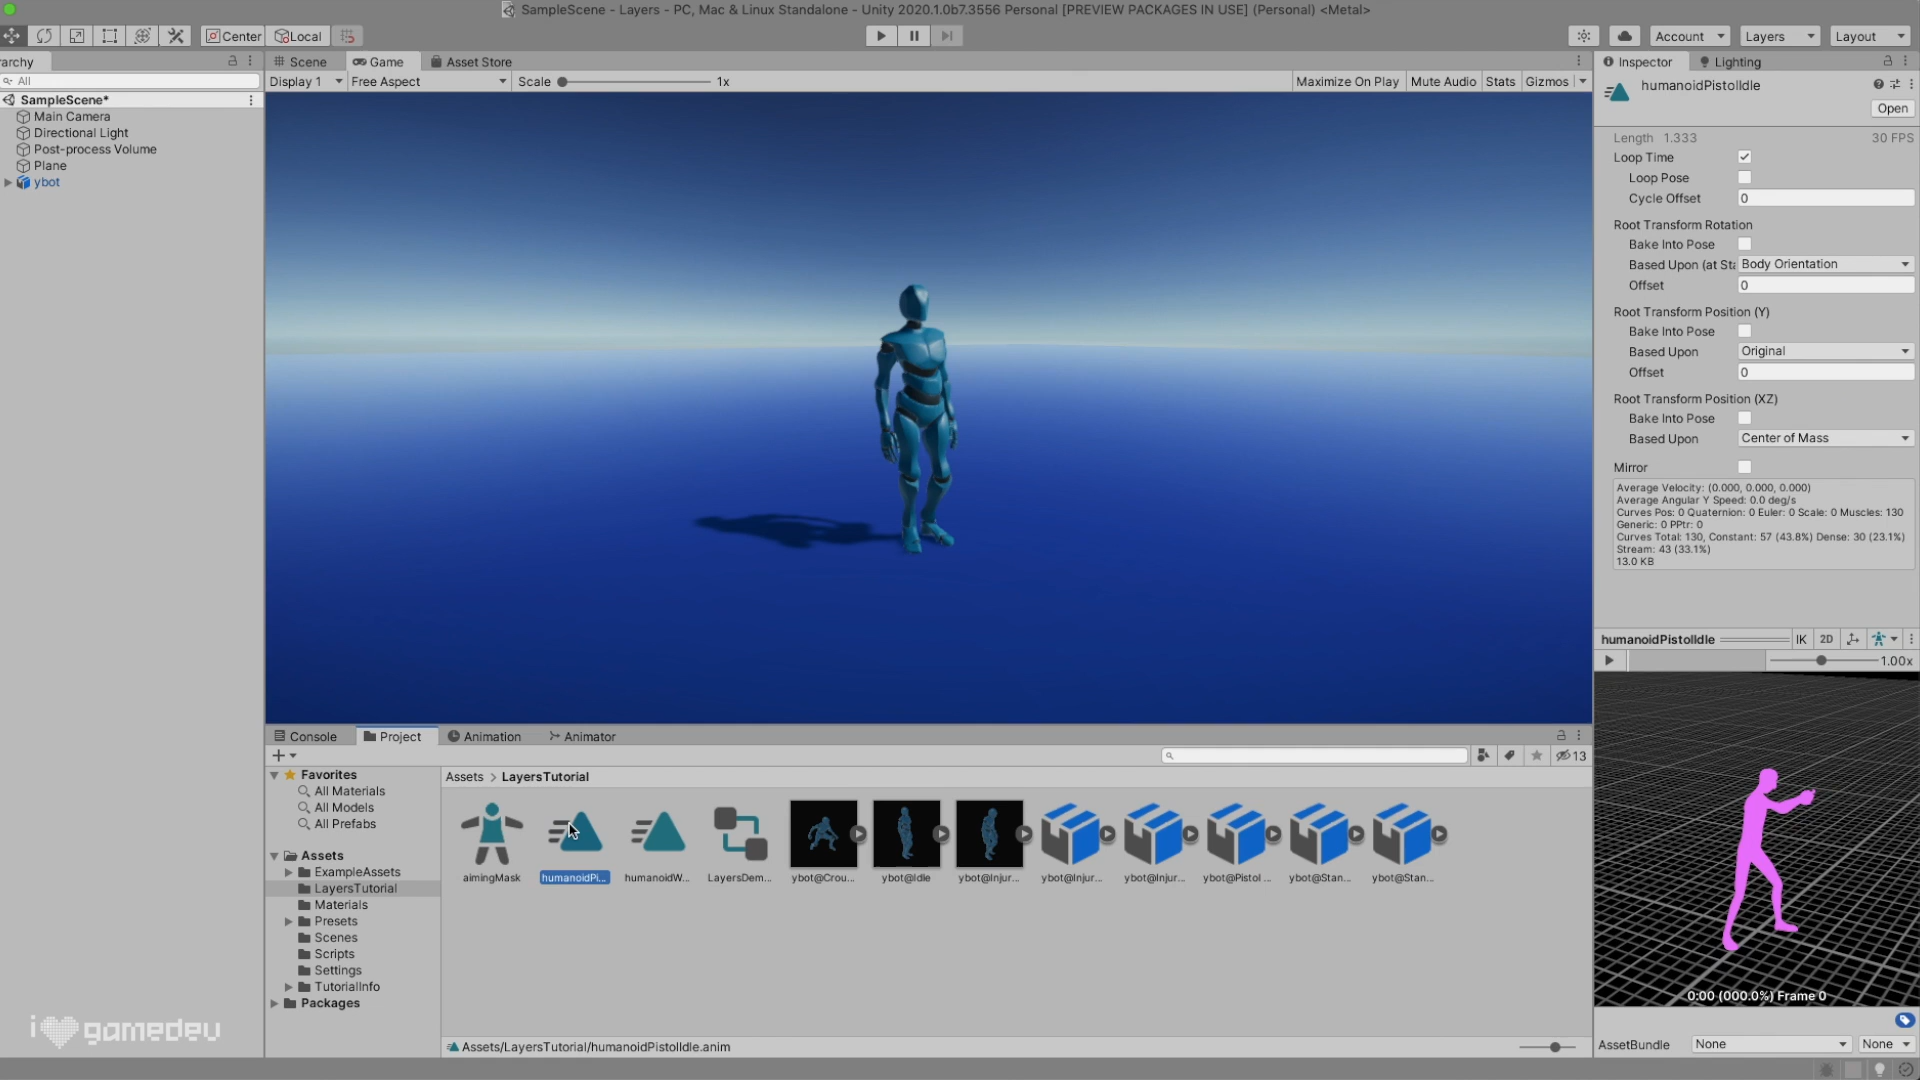 SampleScene - Layers - PC, Mac & Linux Standalone - Unity 2020.1.0b7.3556 Personal [PREVIEW PACKAGES IN USE] (Personal) <Metal>
Center Local Account Layers Layout
rarchy Scene Game Asset Store Inspector Lighting
All Display 1 Free Aspect Scale 1x Maximize On Play Mute Audio Stats Gizmos
SampleScene*
Main Camera
Directional Light
Post-process Volume
Plane
ybot
humanoidPistolIdle
Open
Length 1.333 30 FPS
Loop Time
Loop Pose
Cycle Offset 0
Root Transform Rotation
Bake Into Pose
Based Upon (at Sta Body Orientation
Offset 0
Root Transform Position (Y)
Bake Into Pose
Based Upon Original
Offset 0
Root Transform Position (XZ)
Bake Into Pose
Based Upon Center of Mass
Mirror
Average Velocity: (0.000, 0.000, 0.000)
Average Angular Y Speed: 0.0 deg/s
Curves Pos: 0 Quaternion: 0 Euler: 0 Scale: 0 Muscles: 130
Generic: 0 PPtr: 0
Curves Total: 130, Constant: 57 (43.8%) Dense: 30 (23.1%)
Stream: 43 (33.1%)
13.0 KB
humanoidPistolIdle IK 2D
1.00x
0:00 (000.0%) Frame 0
AssetBundle None None
Console Project Animation Animator
13
Favorites
All Materials
All Models
All Prefabs
Assets
ExampleAssets
LayersTutorial
Materials
Presets
Scenes
Scripts
Settings
TutorialInfo
Packages
Assets > LayersTutorial
aimingMask humanoidPi... humanoidW... LayersDem... ybot@Crou... ybot@Idle ybot@Injur... ybot@Injur... ybot@Injur... ybot@Pistol ... ybot@Stan... ybot@Stan...
Assets/LayersTutorial/humanoidPistolIdle.anim
i gamedev